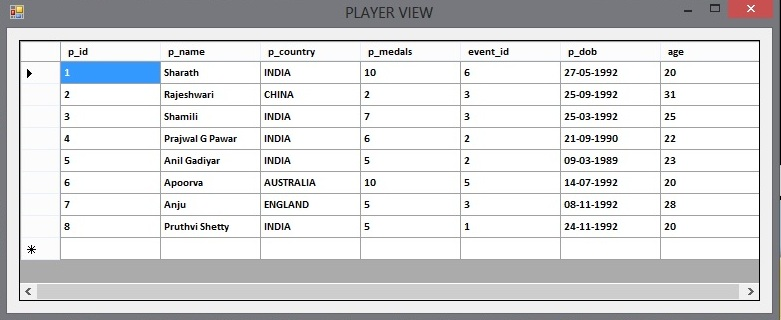 PLAYER VIEW
p_id p_name p_country p_medals event_id p_dob age
1 Sharath INDIA 10 6 27-05-1992 20
2 Rajeshwari CHINA 2 3 25-09-1992 31
3 Shamili INDIA 7 3 25-03-1992 25
4 Prajwal G Pawar INDIA 6 2 21-09-1990 22
5 Anil Gadiyar INDIA 5 2 09-03-1989 23
6 Apoorva AUSTRALIA 10 5 14-07-1992 20
7 Anju ENGLAND 5 3 08-11-1992 28
8 Pruthvi Shetty INDIA 5 1 24-11-1992 20